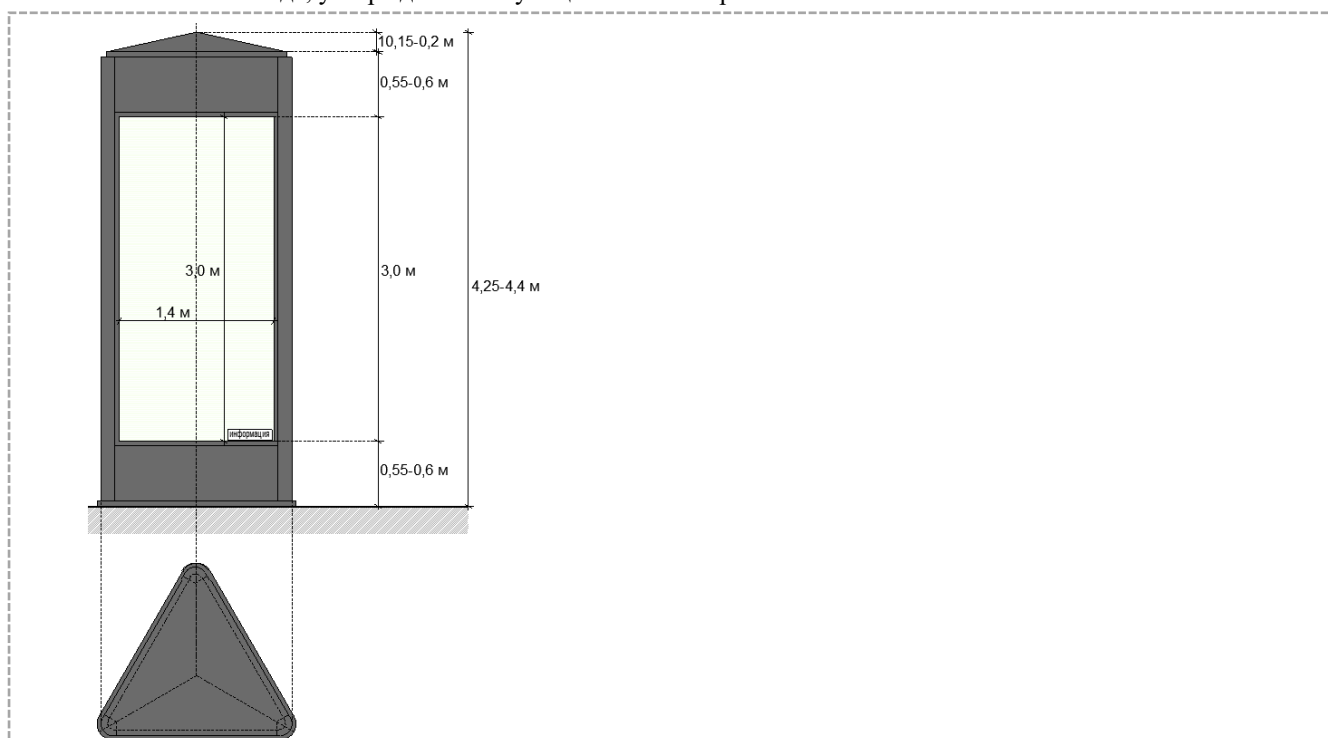 10,15-0,2 м
0,55-0,6 м
3,0 м
3,0 м
4,25-4,4 м
1,4 м
информация
0,55-0,6 м